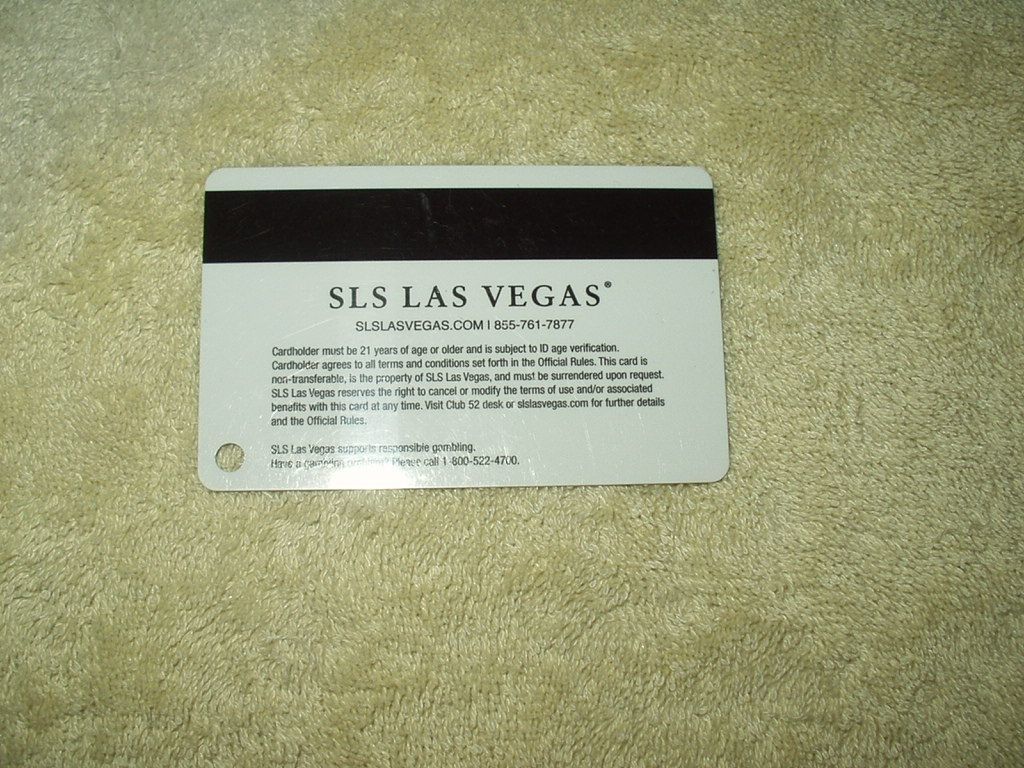 SLS LAS VEGAS®
SLSLASVEGAS.COM | 855-761-7877
Cardholder must be 21 years of age or older and is subject to ID age verification.
Cardholder agrees to all terms and conditions set forth in the Official Rules. This card is
non-transferable, is the property of SLS Las Vegas, and must be surrendered upon request.
SLS Las Vegas reserves the right to cancel or modify the terms of use and/or associated
benefits with this card at any time. Visit Club 52 desk or slslasvegas.com for further details
and the Official Rules.
SLS Las Vegas supports responsible gambling.
Have a gambling problem? Please call 1-800-522-4700.